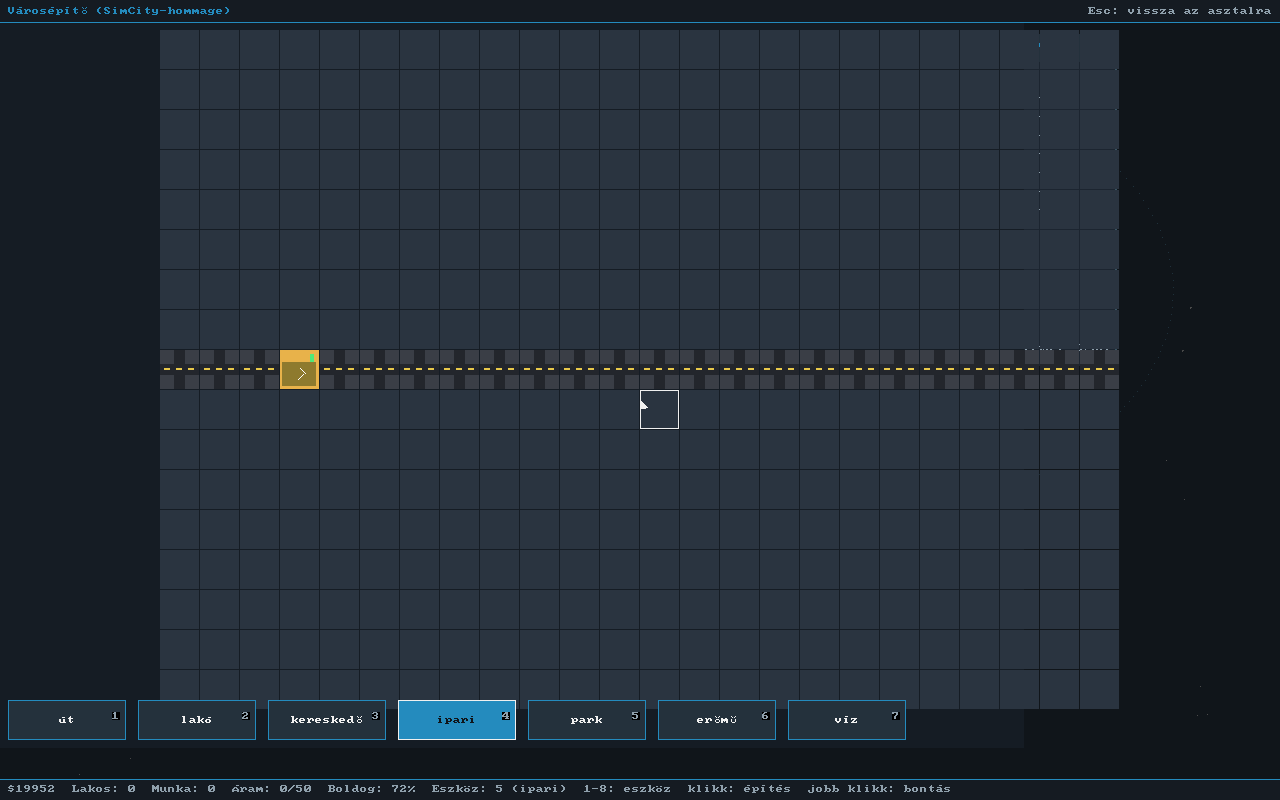 Városépítő (SimCity-hommage)
Esc: vissza az asztalra
út 1
lakó 2
kereskedő 3
ipari 4
park 5
erőmű 6
víz 7
$19952 Lakos: 0 Munka: 0 Áram: 0/50 Boldog: 72% Eszköz: 5 (ipari) 1-8: eszköz klikk: építés jobb klikk: bontás